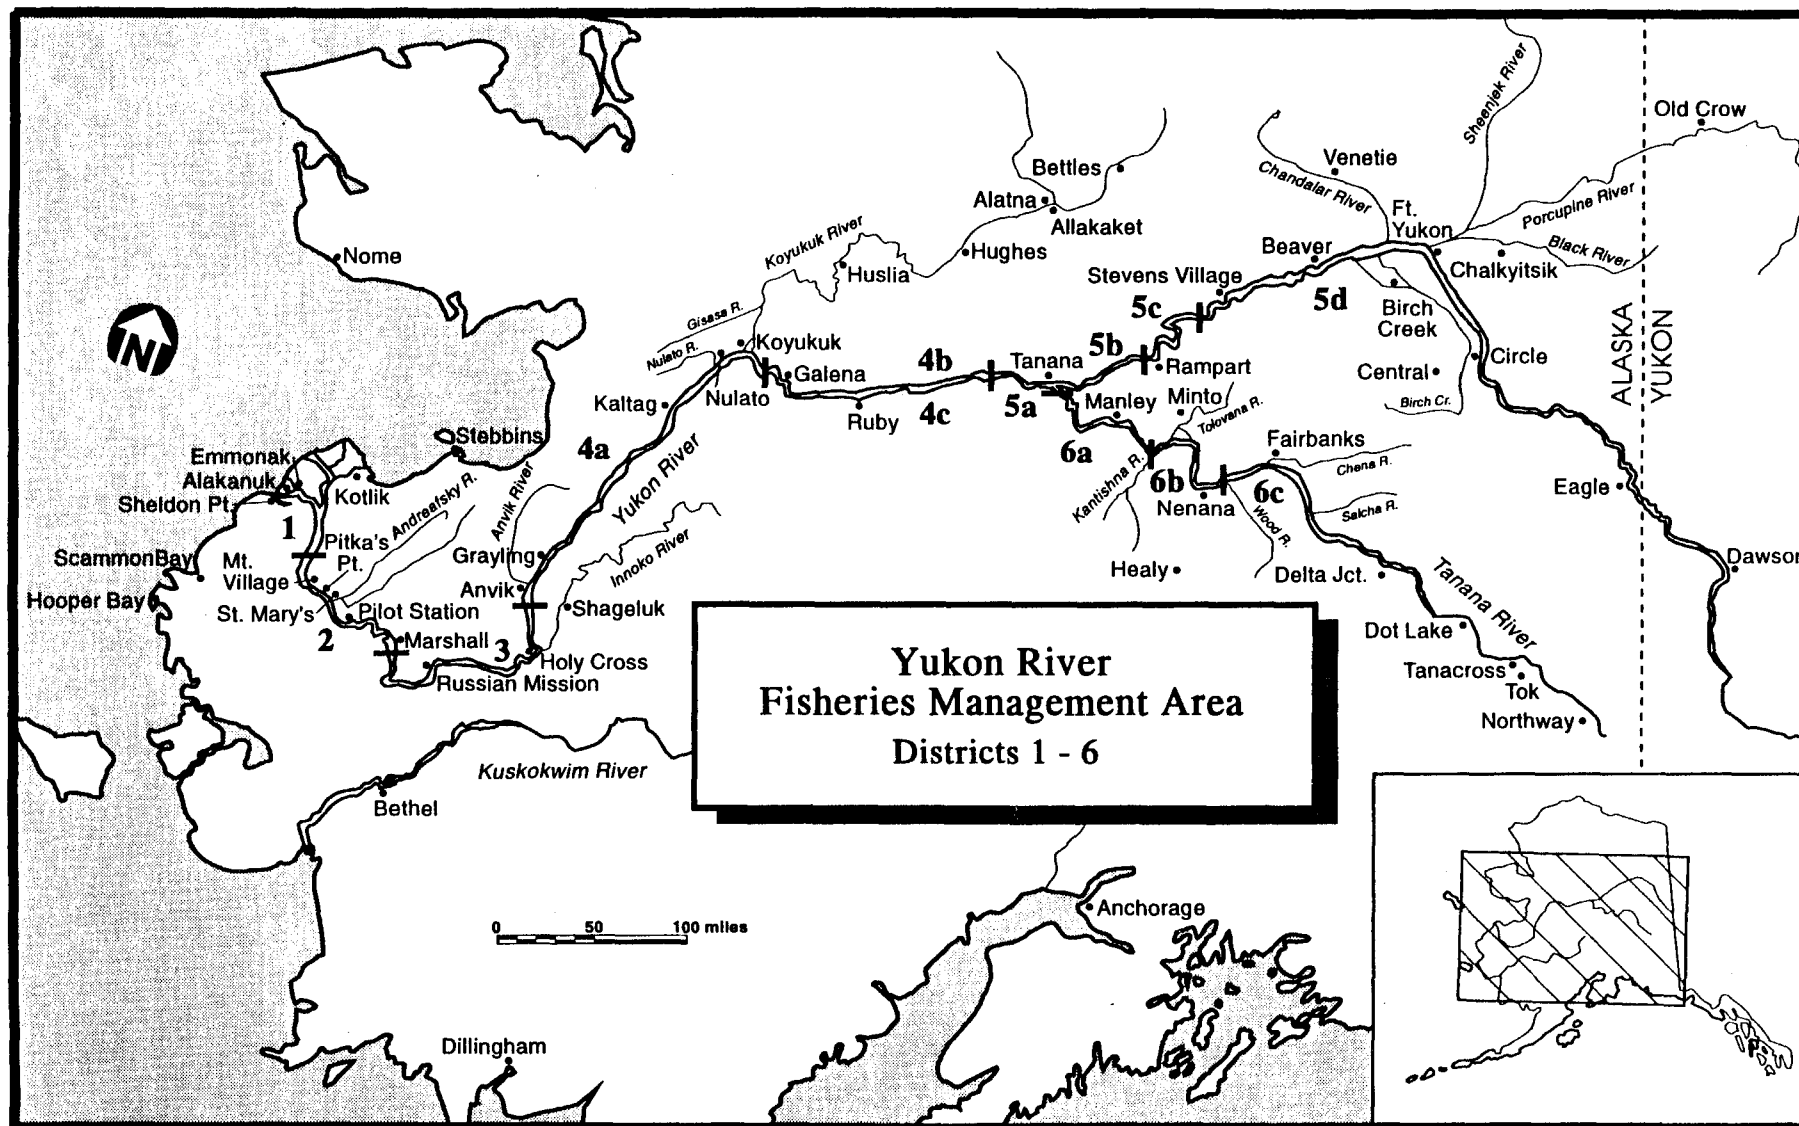 Sheenjek River
Old Crow
Venetie
Chandalar River
Bettles
Alatna
Allakaket
Ft.
Yukon
Porcupine River
Black River
Koyukuk River
Nome
Hughes
Huslia
Beaver
Chalkyitsik
Stevens Village
5c
5d
Birch
Creek
ALASKA
YUKON
N
Gisasa R.
Nulato R.
Koyukuk
Galena
4b
Tanana
5b
Rampart
Circle
Central
Birch Cr.
Kaltag
Nulato
Ruby
4c
5a
Manley
Minto
Tolovana R.
4a
Yukon River
6a
Fairbanks
Chena R.
Stebbins
Emmonak
Alakanuk
Sheldon Pt.
Kotlik
Andreafsky R.
Anvik River
Kantishna R.
6b
Nenana
6c
Wood R.
Salcha R.
Eagle
1
Pitka's
Pt.
Scammon Bay
Mt.
Village
Grayling
Innoko River
Hooper Bay
Anvik
Shageluk
Healy
Delta Jct.
Tanana River
Dawson
St. Mary's
Pilot Station
2
Marshall
3
Holy Cross
Russian Mission
Dot Lake
Tanacross
Tok
Northway
Yukon River
Fisheries Management Area
Districts 1 - 6
Kuskokwim River
Bethel
0 50 100 miles
Anchorage
Dillingham